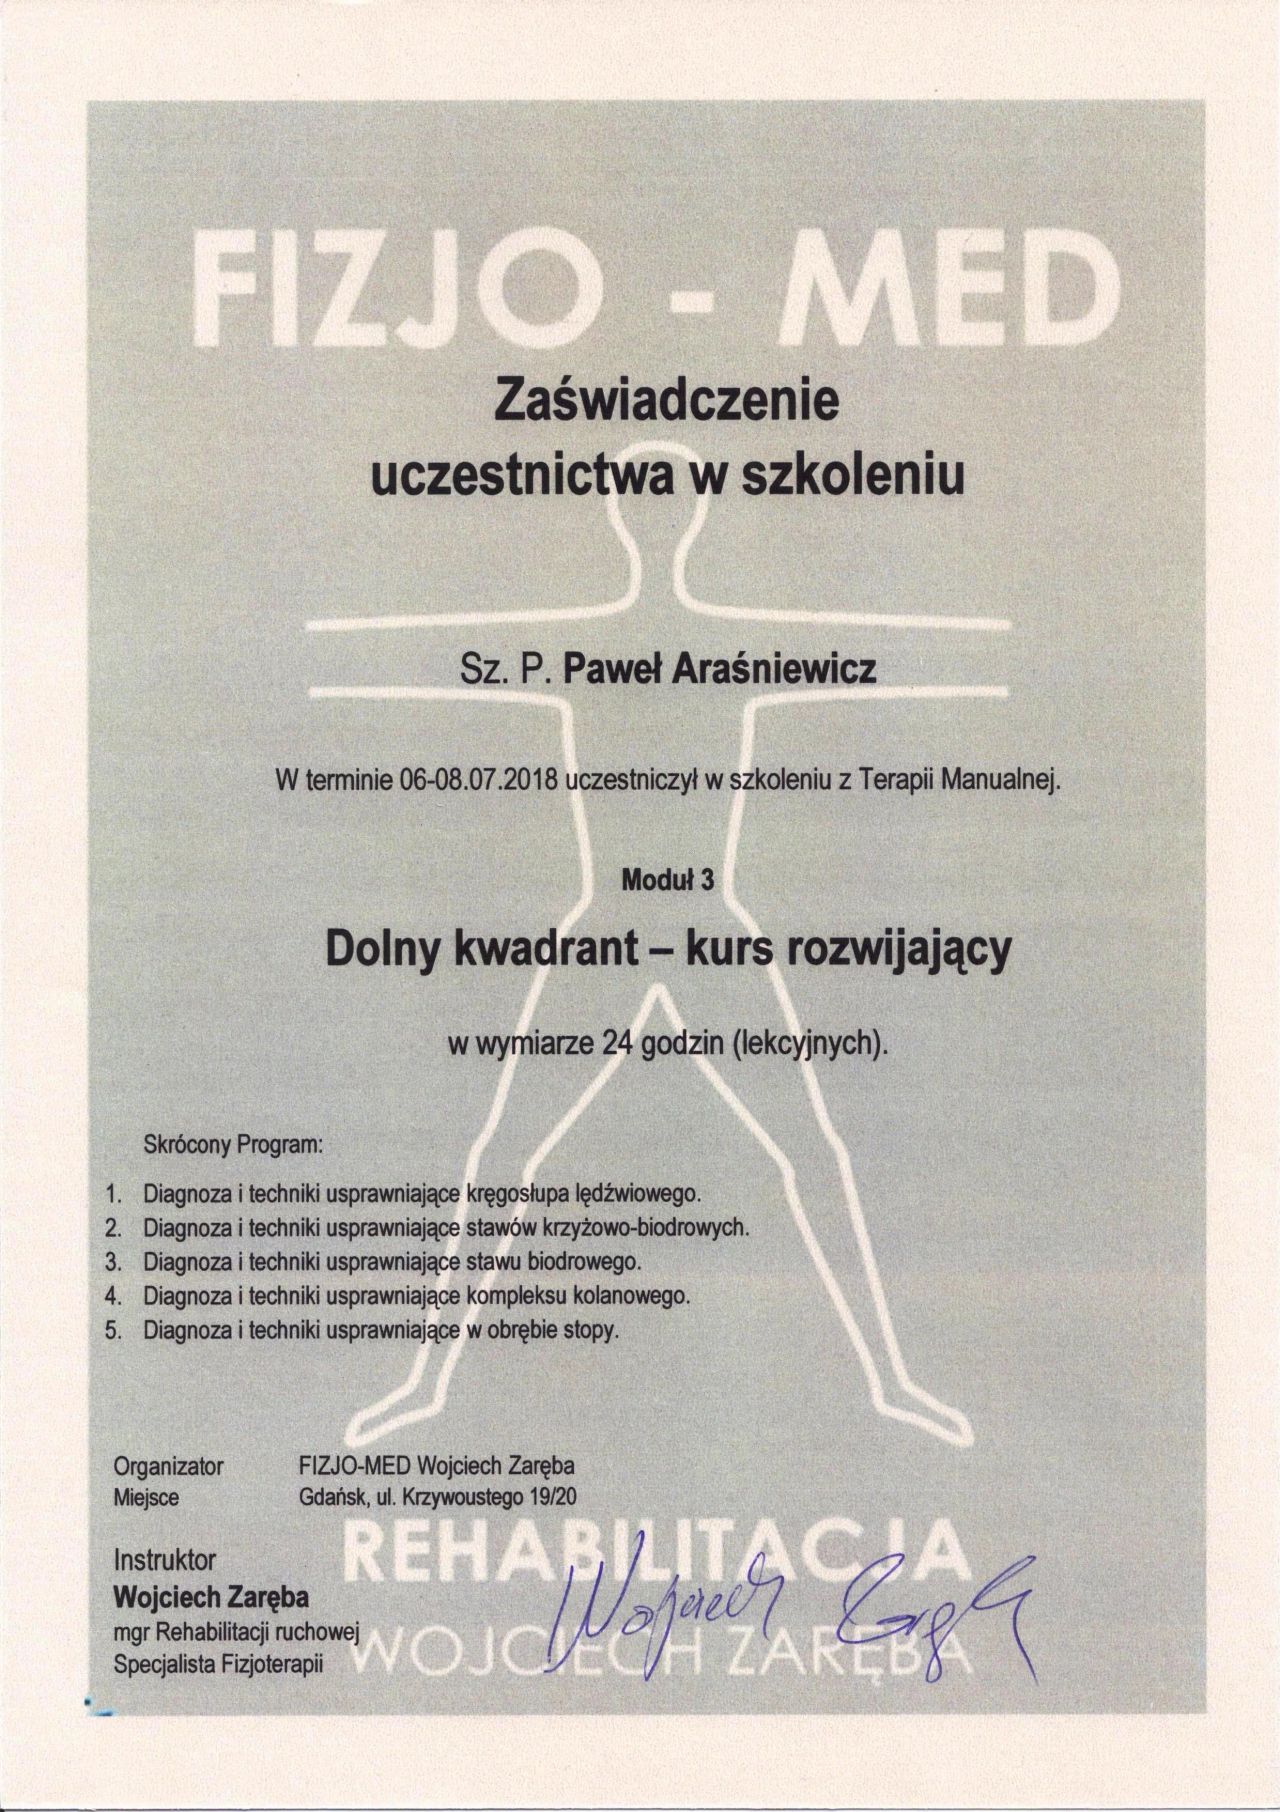 FIZJO - MED
Zaświadczenie
uczestnictwa w szkoleniu
Sz. P. Paweł Araśniewicz
W terminie 06-08.07.2018 uczestniczył w szkoleniu z Terapii Manualnej.
Moduł 3
Dolny kwadrant – kurs rozwijający
w wymiarze 24 godzin (lekcyjnych).
Skrócony Program:
1. Diagnoza i techniki usprawniające kręgosłupa lędźwiowego.
2. Diagnoza i techniki usprawniające stawów krzyżowo-biodrowych.
3. Diagnoza i techniki usprawniające stawu biodrowego.
4. Diagnoza i techniki usprawniające kompleksu kolanowego.
5. Diagnoza i techniki usprawniające w obrębie stopy.
Organizator FIZJO-MED Wojciech Zaręba
Miejsce Gdańsk, ul. Krzywoustego 19/20
REHABILITACJA
Instruktor
Wojciech Zaręba
mgr Rehabilitacji ruchowej
Specjalista Fizjoterapii
WOJCIECH ZARĘBA
Wojciech Zaręba